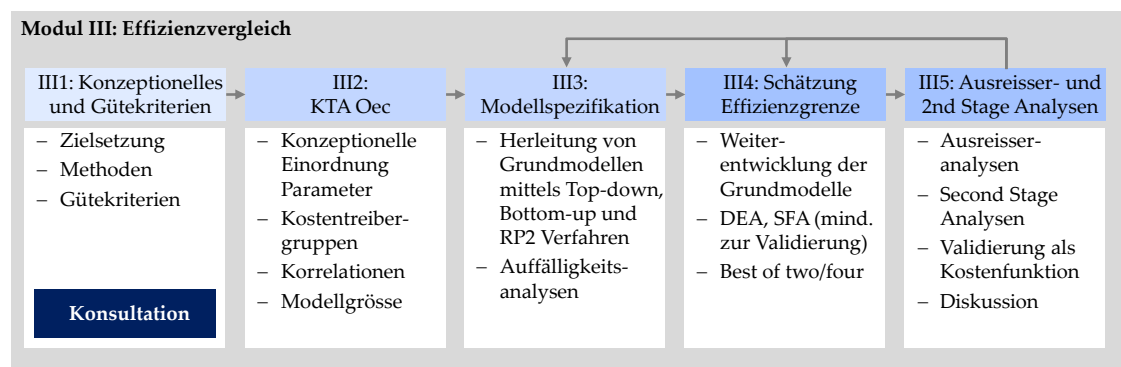 Modul III: Effizienzvergleich
III1: Konzeptionelles
und Gütekriterien
– Zielsetzung
– Methoden
– Gütekriterien
Konsultation
III2:
KTA Oec
– Konzeptionelle
Einordnung
Parameter
– Kostentreiber-
gruppen
– Korrelationen
– Modellgrösse
III3:
Modellspezifikation
– Herleitung von
Grundmodellen
mittels Top-down,
Bottom-up und
RP2 Verfahren
– Auffälligkeits-
analysen
III4: Schätzung
Effizienzgrenze
– Weiter-
entwicklung der
Grundmodelle
– DEA, SFA (mind.
zur Validierung)
– Best of two/four
III5: Ausreisser- und
2nd Stage Analysen
– Ausreisser-
analysen
– Second Stage
Analysen
– Validierung als
Kostenfunktion
– Diskussion